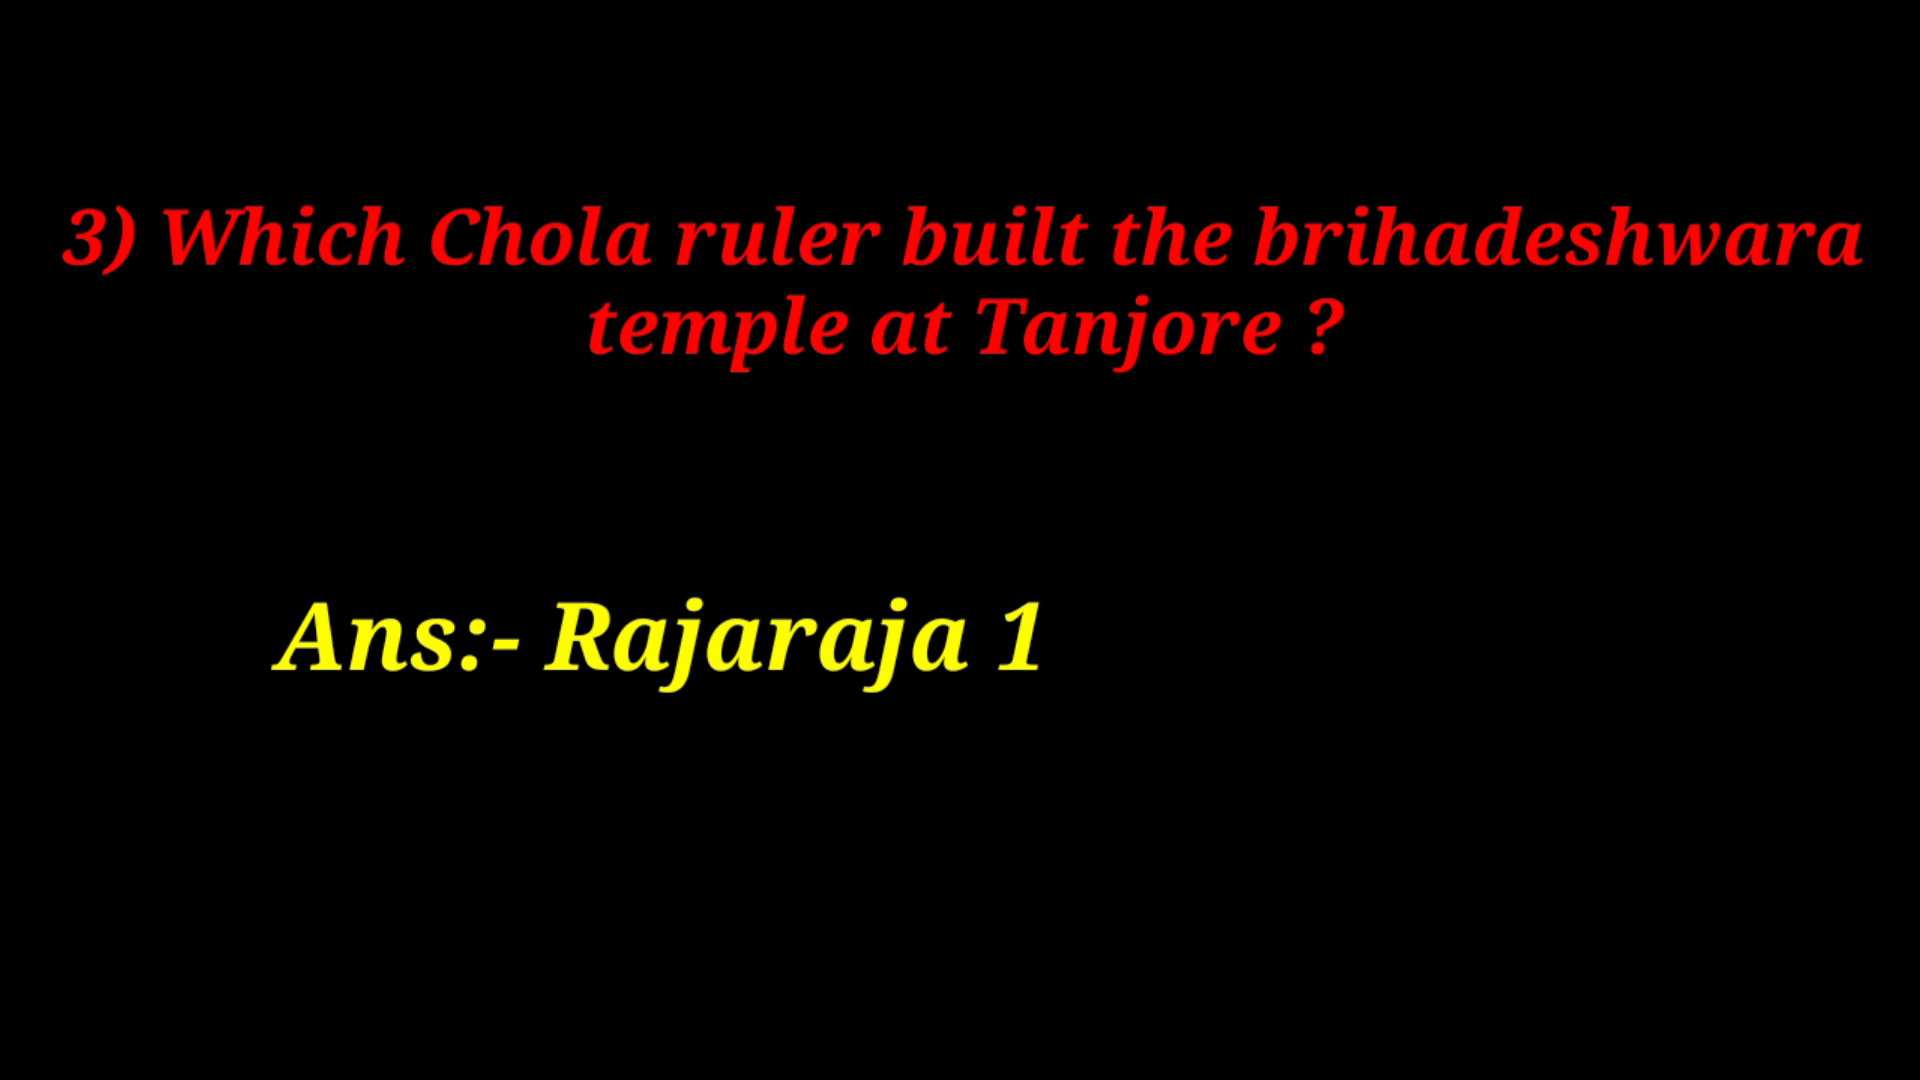 3) Which Chola ruler built the brihadeshwara
temple at Tanjore ?
Ans:- Rajaraja 1